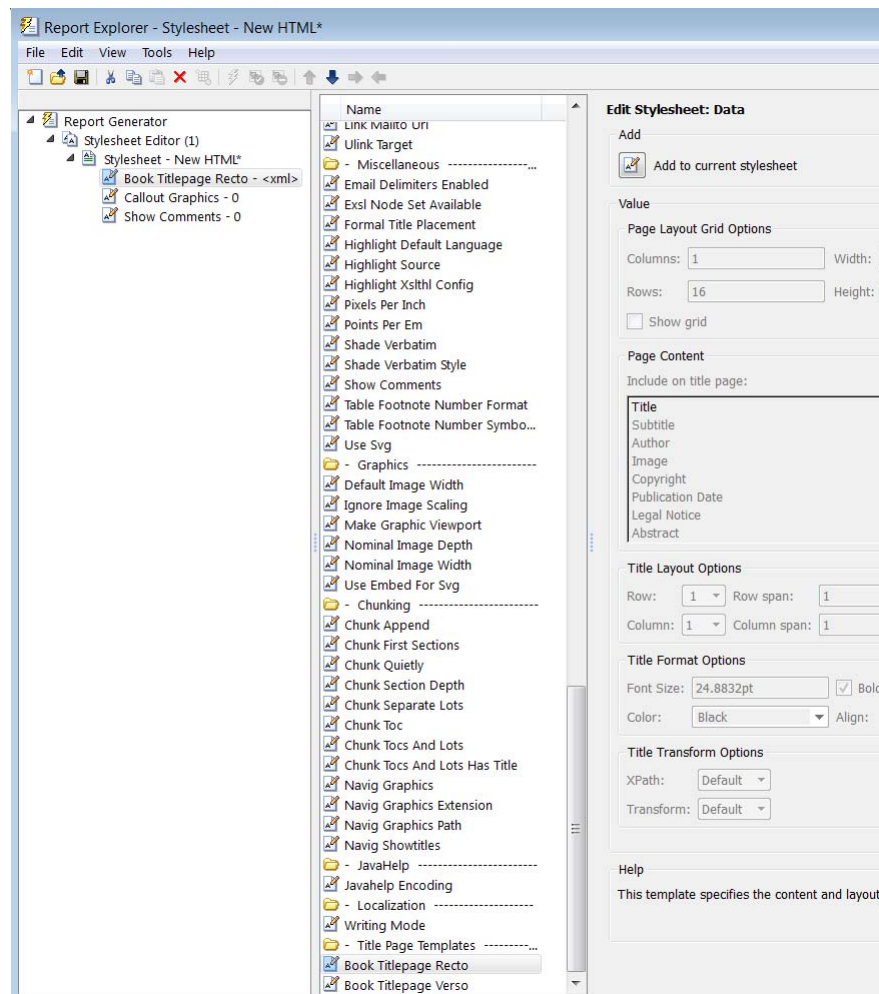 Report Explorer - Stylesheet - New HTML*
File Edit View Tools Help
Report Generator
Stylesheet Editor (1)
Stylesheet - New HTML*
Book Titlepage Recto - <xml>
Callout Graphics - 0
Show Comments - 0
Name
Link Mailto Url
Ulink Target
- Miscellaneous ----------------...
Email Delimiters Enabled
Exsl Node Set Available
Formal Title Placement
Highlight Default Language
Highlight Source
Highlight Xslthl Config
Pixels Per Inch
Points Per Em
Shade Verbatim
Shade Verbatim Style
Show Comments
Table Footnote Number Format
Table Footnote Number Symbo...
Use Svg
- Graphics ------------------------
Default Image Width
Ignore Image Scaling
Make Graphic Viewport
Nominal Image Depth
Nominal Image Width
Use Embed For Svg
- Chunking ------------------------
Chunk Append
Chunk First Sections
Chunk Quietly
Chunk Section Depth
Chunk Separate Lots
Chunk Toc
Chunk Tocs And Lots
Chunk Tocs And Lots Has Title
Navig Graphics
Navig Graphics Extension
Navig Graphics Path
Navig Showtitles
- JavaHelp ------------------------
Javahelp Encoding
- Localization --------------------
Writing Mode
- Title Page Templates ---------...
Book Titlepage Recto
Book Titlepage Verso
Edit Stylesheet: Data
Add
Add to current stylesheet
Value
Page Layout Grid Options
Columns: 1 Width:
Rows: 16 Height:
Show grid
Page Content
Include on title page:
Title
Subtitle
Author
Image
Copyright
Publication Date
Legal Notice
Abstract
Title Layout Options
Row: 1 Row span: 1
Column: 1 Column span: 1
Title Format Options
Font Size: 24.8832pt Bold
Color: Black Align:
Title Transform Options
XPath: Default
Transform: Default
Help
This template specifies the content and layout